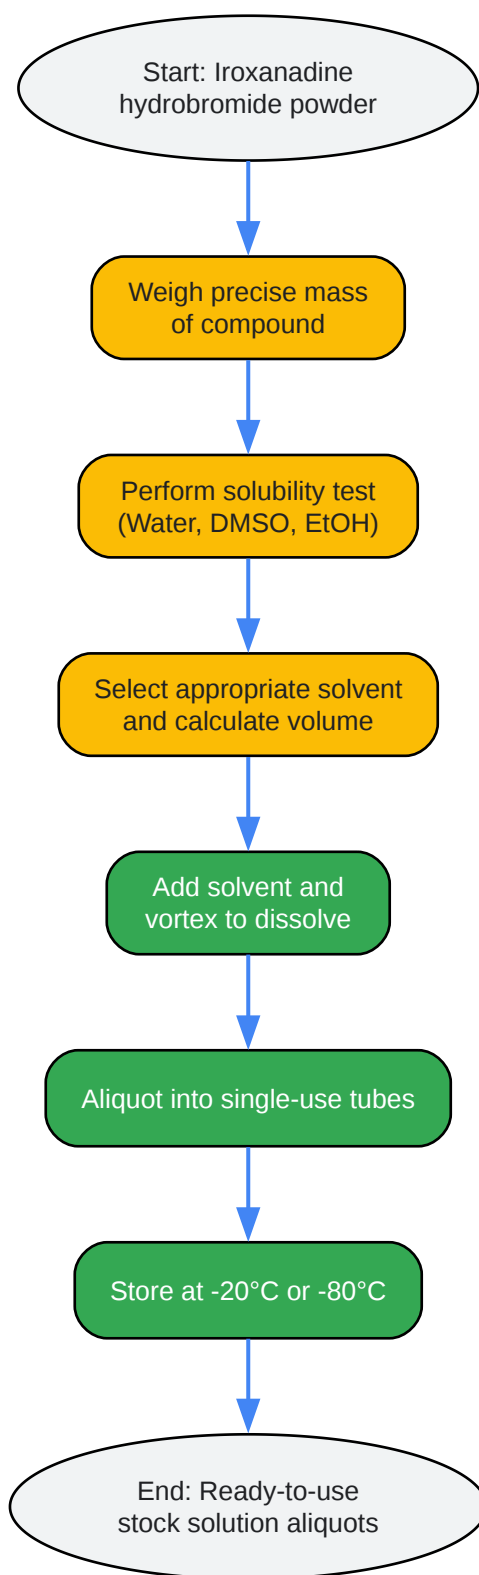 Start: Iroxanadine
hydrobromide powder
Weigh precise mass
of compound
Perform solubility test
(Water, DMSO, EtOH)
Select appropriate solvent
and calculate volume
Add solvent and
vortex to dissolve
Aliquot into single-use tubes
Store at -20°C or -80°C
End: Ready-to-use
stock solution aliquots